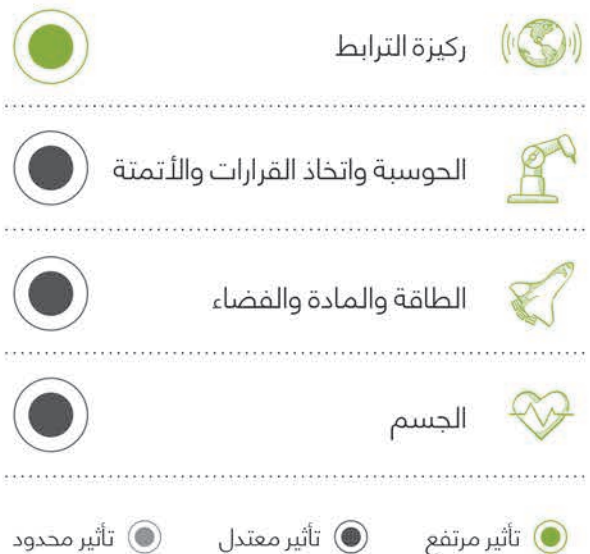 ركيزة الترابط
الحوسبة واتخاذ القرارات والأتمتة
الطاقة والمادة والفضاء
الجسم
تأثير مرتفع تأثير معتدل تأثير محدود